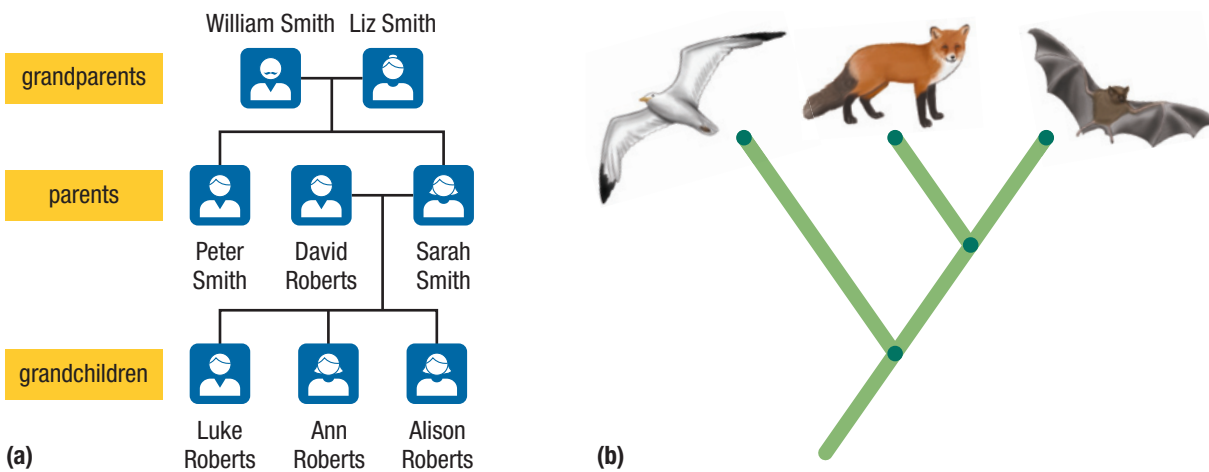 William Smith Liz Smith
grandparents
parents
Peter
Smith
David
Roberts
Sarah
Smith
grandchildren
Luke
Roberts
Ann
Roberts
Alison
Roberts
(a)
(b)